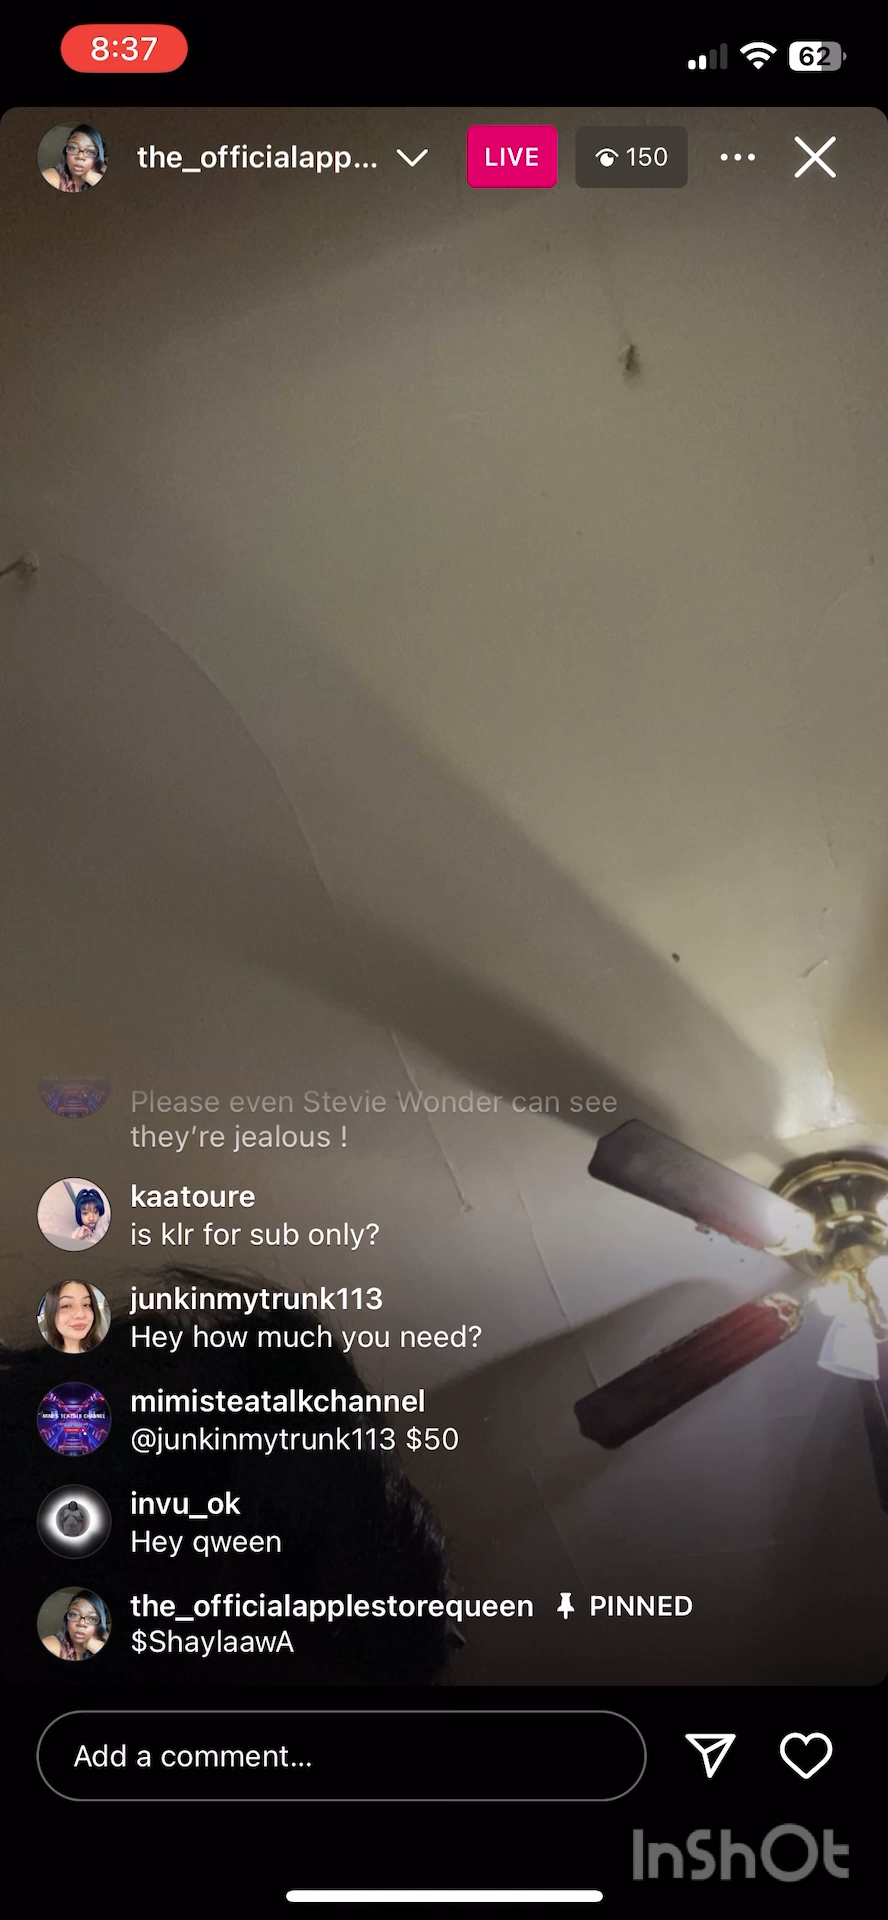 8:37
62
the_officialapp...
LIVE
150
Please even Stevie Wonder can see
they're jealous !
kaatoure
is klr for sub only?
junkinmytrunk113
Hey how much you need?
mimisteatalkchannel
@junkinmytrunk113 $50
invu_ok
Hey qween
the_officialapplestorequeen PINNED
$ShaylaawA
Add a comment...
InShOt